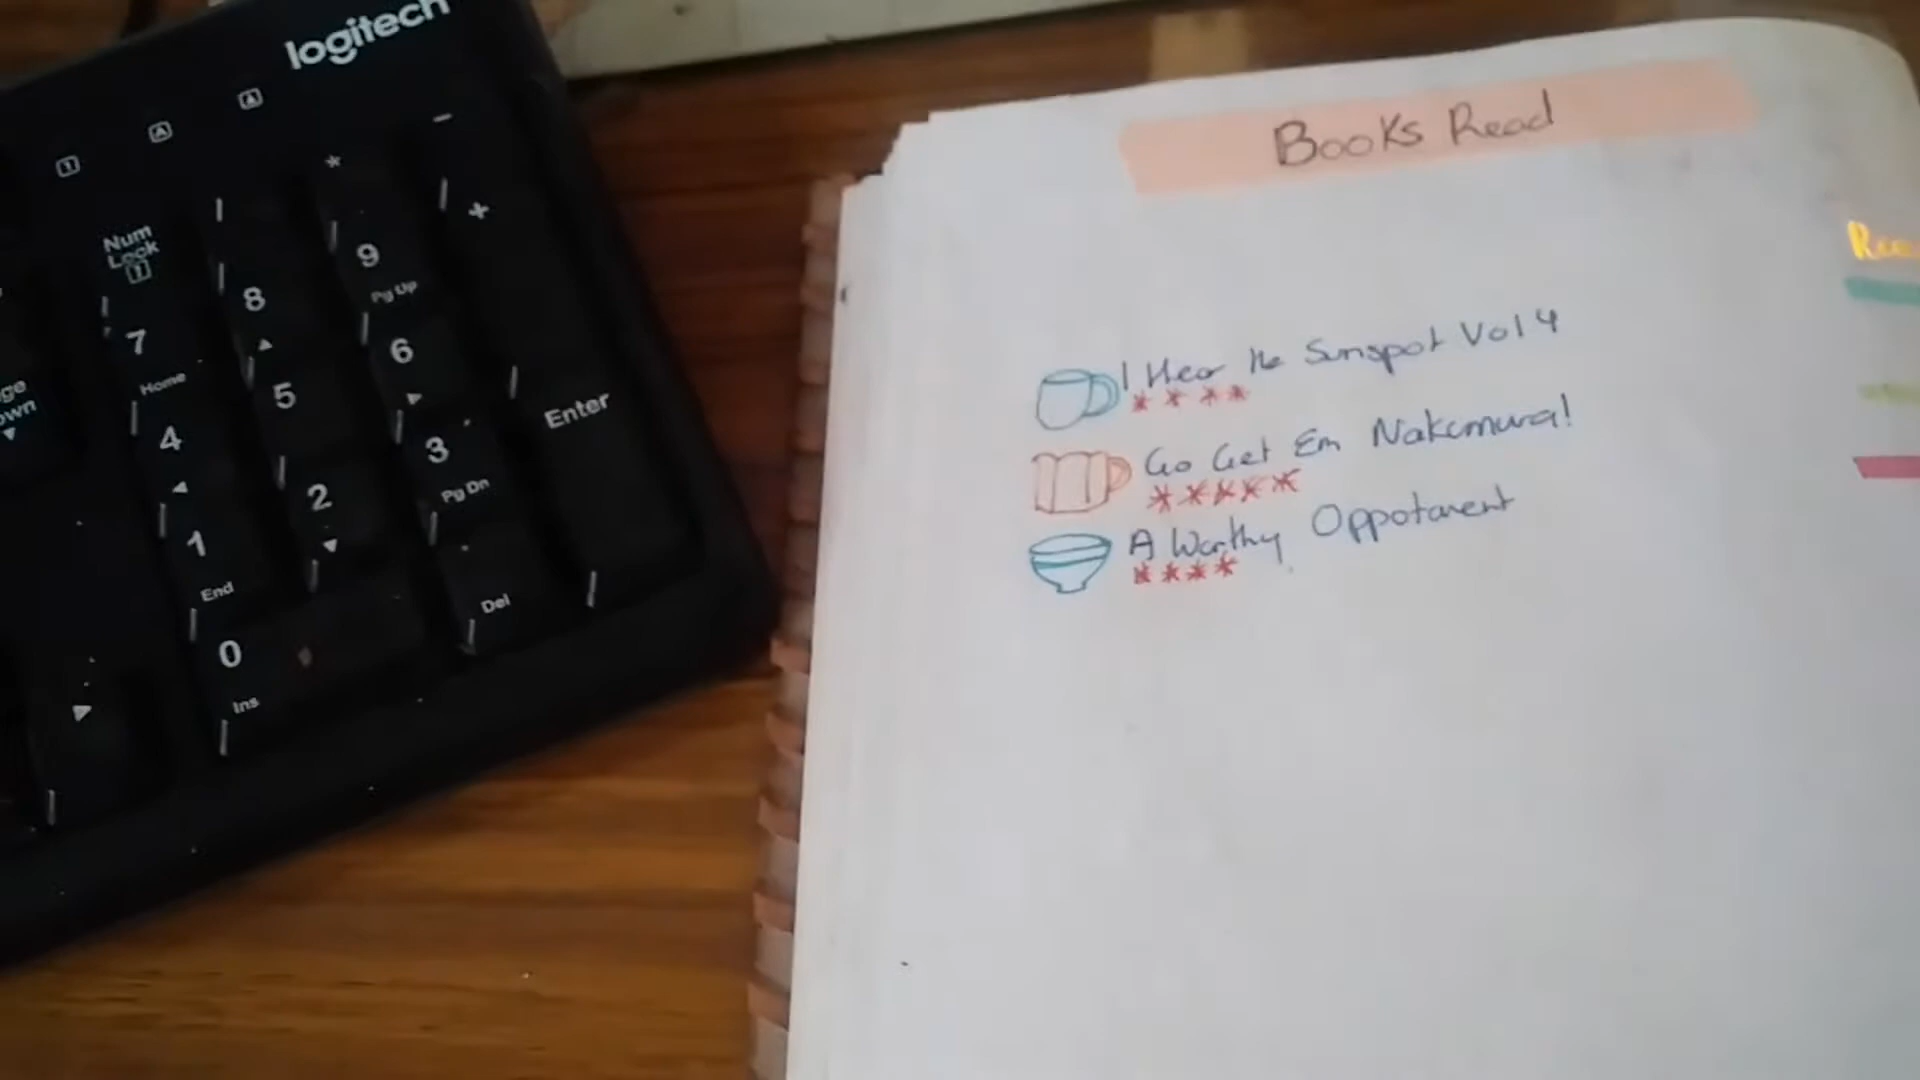 logitech
Num
Lock
7
Home
8
9
Pg Up
4
5
6
1
End
2
3
Pg Dn
0
Ins
Del
Enter
*
-
+
Books Read
I Hear the Sunspot Vol 4
****
Go Get Em Nakamura!
*****
A Worthy Oppotanent
****